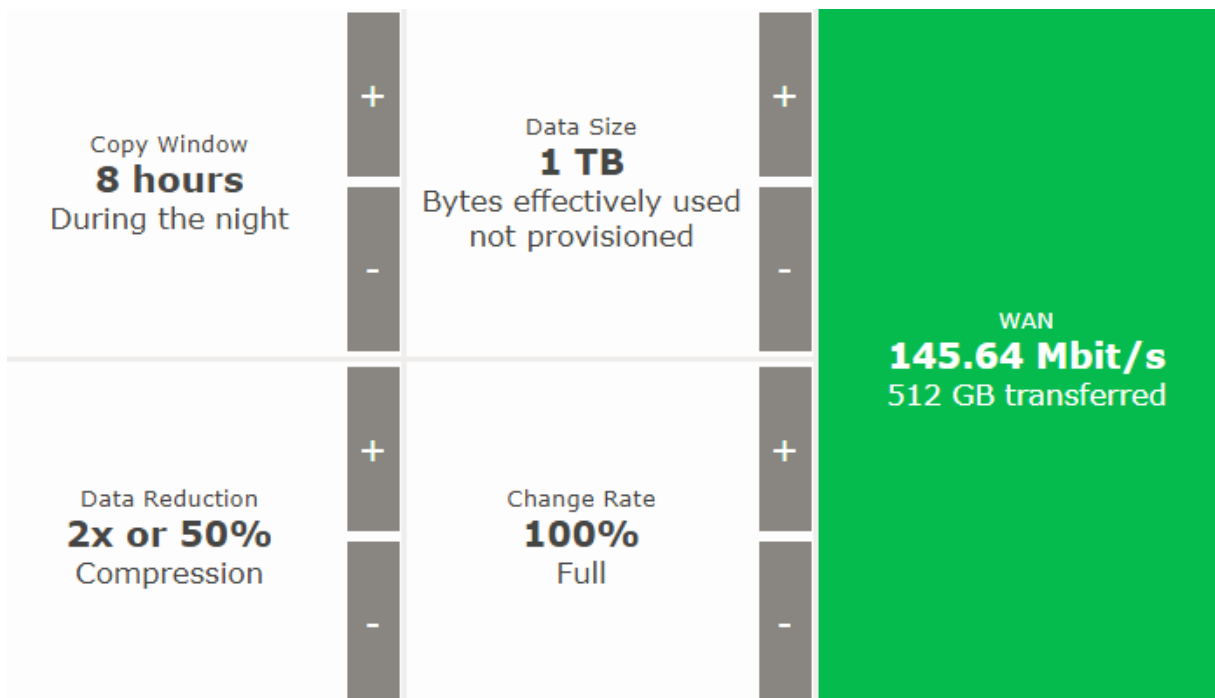 Copy Window
8 hours
During the night
+
-
Data Size
1 TB
Bytes effectively used
not provisioned
+
-
Data Reduction
2x or 50%
Compression
+
-
Change Rate
100%
Full
+
-
WAN
145.64 Mbit/s
512 GB transferred